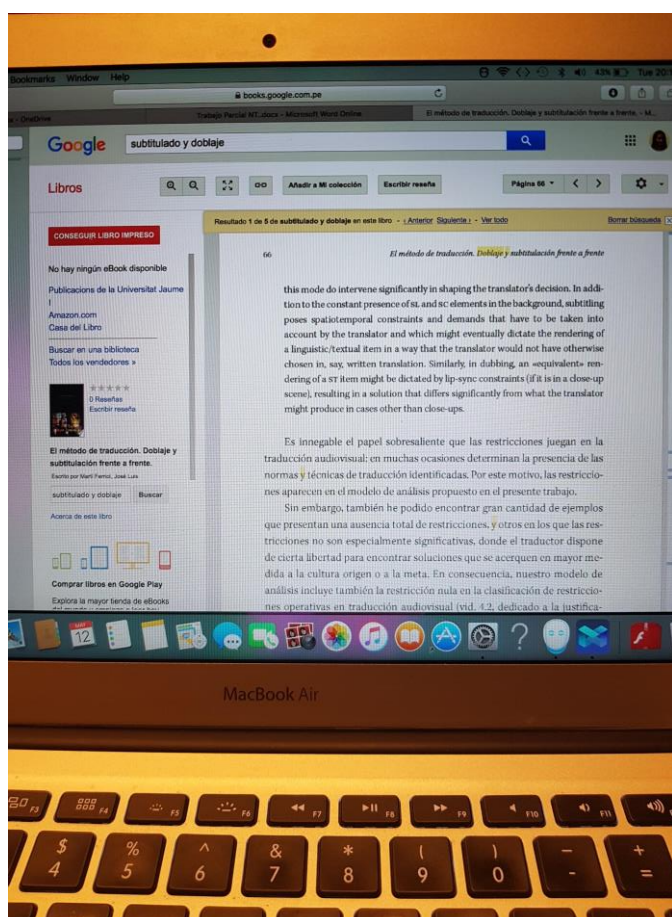 Bookmarks Window Help
43% Tue 20:1
books.google.com.pe
OneDrive
Trabajo Parcial NT..docx - Microsoft Word Online
El método de traducción. Doblaje y subtitulación frente a frente. - M...
Google
subtitulado y doblaje
Libros
Añadir a Mi colección
Escribir reseña
Página 66
Resultado 1 de 5 de subtitulado y doblaje en este libro - ‹ Anterior Siguiente › - Ver todo
Borrar búsqueda
CONSEGUIR LIBRO IMPRESO
No hay ningún eBook disponible
Publicacions de la Universitat Jaume
I
Amazon.com
Casa del Libro
Buscar en una biblioteca
Todos los vendedores »
0 Reseñas
Escribir reseña
El método de traducción. Doblaje y
subtitulación frente a frente.
Escrito por Martí Ferriol, José Luis
subtitulado y doblaje
Buscar
Acerca de este libro
Comprar libros en Google Play
Explora la mayor tienda de eBooks
66
El método de traducción. Doblaje y subtitulación frente a frente
this mode do intervene significantly in shaping the translator's decision. In addi-
tion to the constant presence of SL and SC elements in the background, subtitling
poses spatiotemporal constraints and demands that have to be taken into
account by the translator and which might eventually dictate the rendering of
a linguistic/textual item in a way that the translator would not have otherwise
chosen in, say, written translation. Similarly, in dubbing, an «equivalent» ren-
dering of a ST item might be dictated by lip-sync constraints (if it is in a close-up
scene), resulting in a solution that differs significantly from what the translator
might produce in cases other than close-ups.
Es innegable el papel sobresaliente que las restricciones juegan en la
traducción audiovisual: en muchas ocasiones determinan la presencia de las
normas y técnicas de traducción identificadas. Por este motivo, las restriccio-
nes aparecen en el modelo de análisis propuesto en el presente trabajo.
Sin embargo, también he podido encontrar gran cantidad de ejemplos
que presentan una ausencia total de restricciones, y otros en los que las res-
tricciones no son especialmente significativas, donde el traductor dispone
de cierta libertad para encontrar soluciones que se acerquen en mayor me-
dida a la cultura origen o a la meta. En consecuencia, nuestro modelo de
análisis incluye también la restricción nula en la clasificación de restriccio-
nes operativas en traducción audiovisual (vid. 4.2, dedicado a la justifica-
12
MacBook Air
F3 F4 F5 F6 F7 F8 F9 F10 F11
$ % ^ & * ( ) – +
4 5 6 7 8 9 0 - =